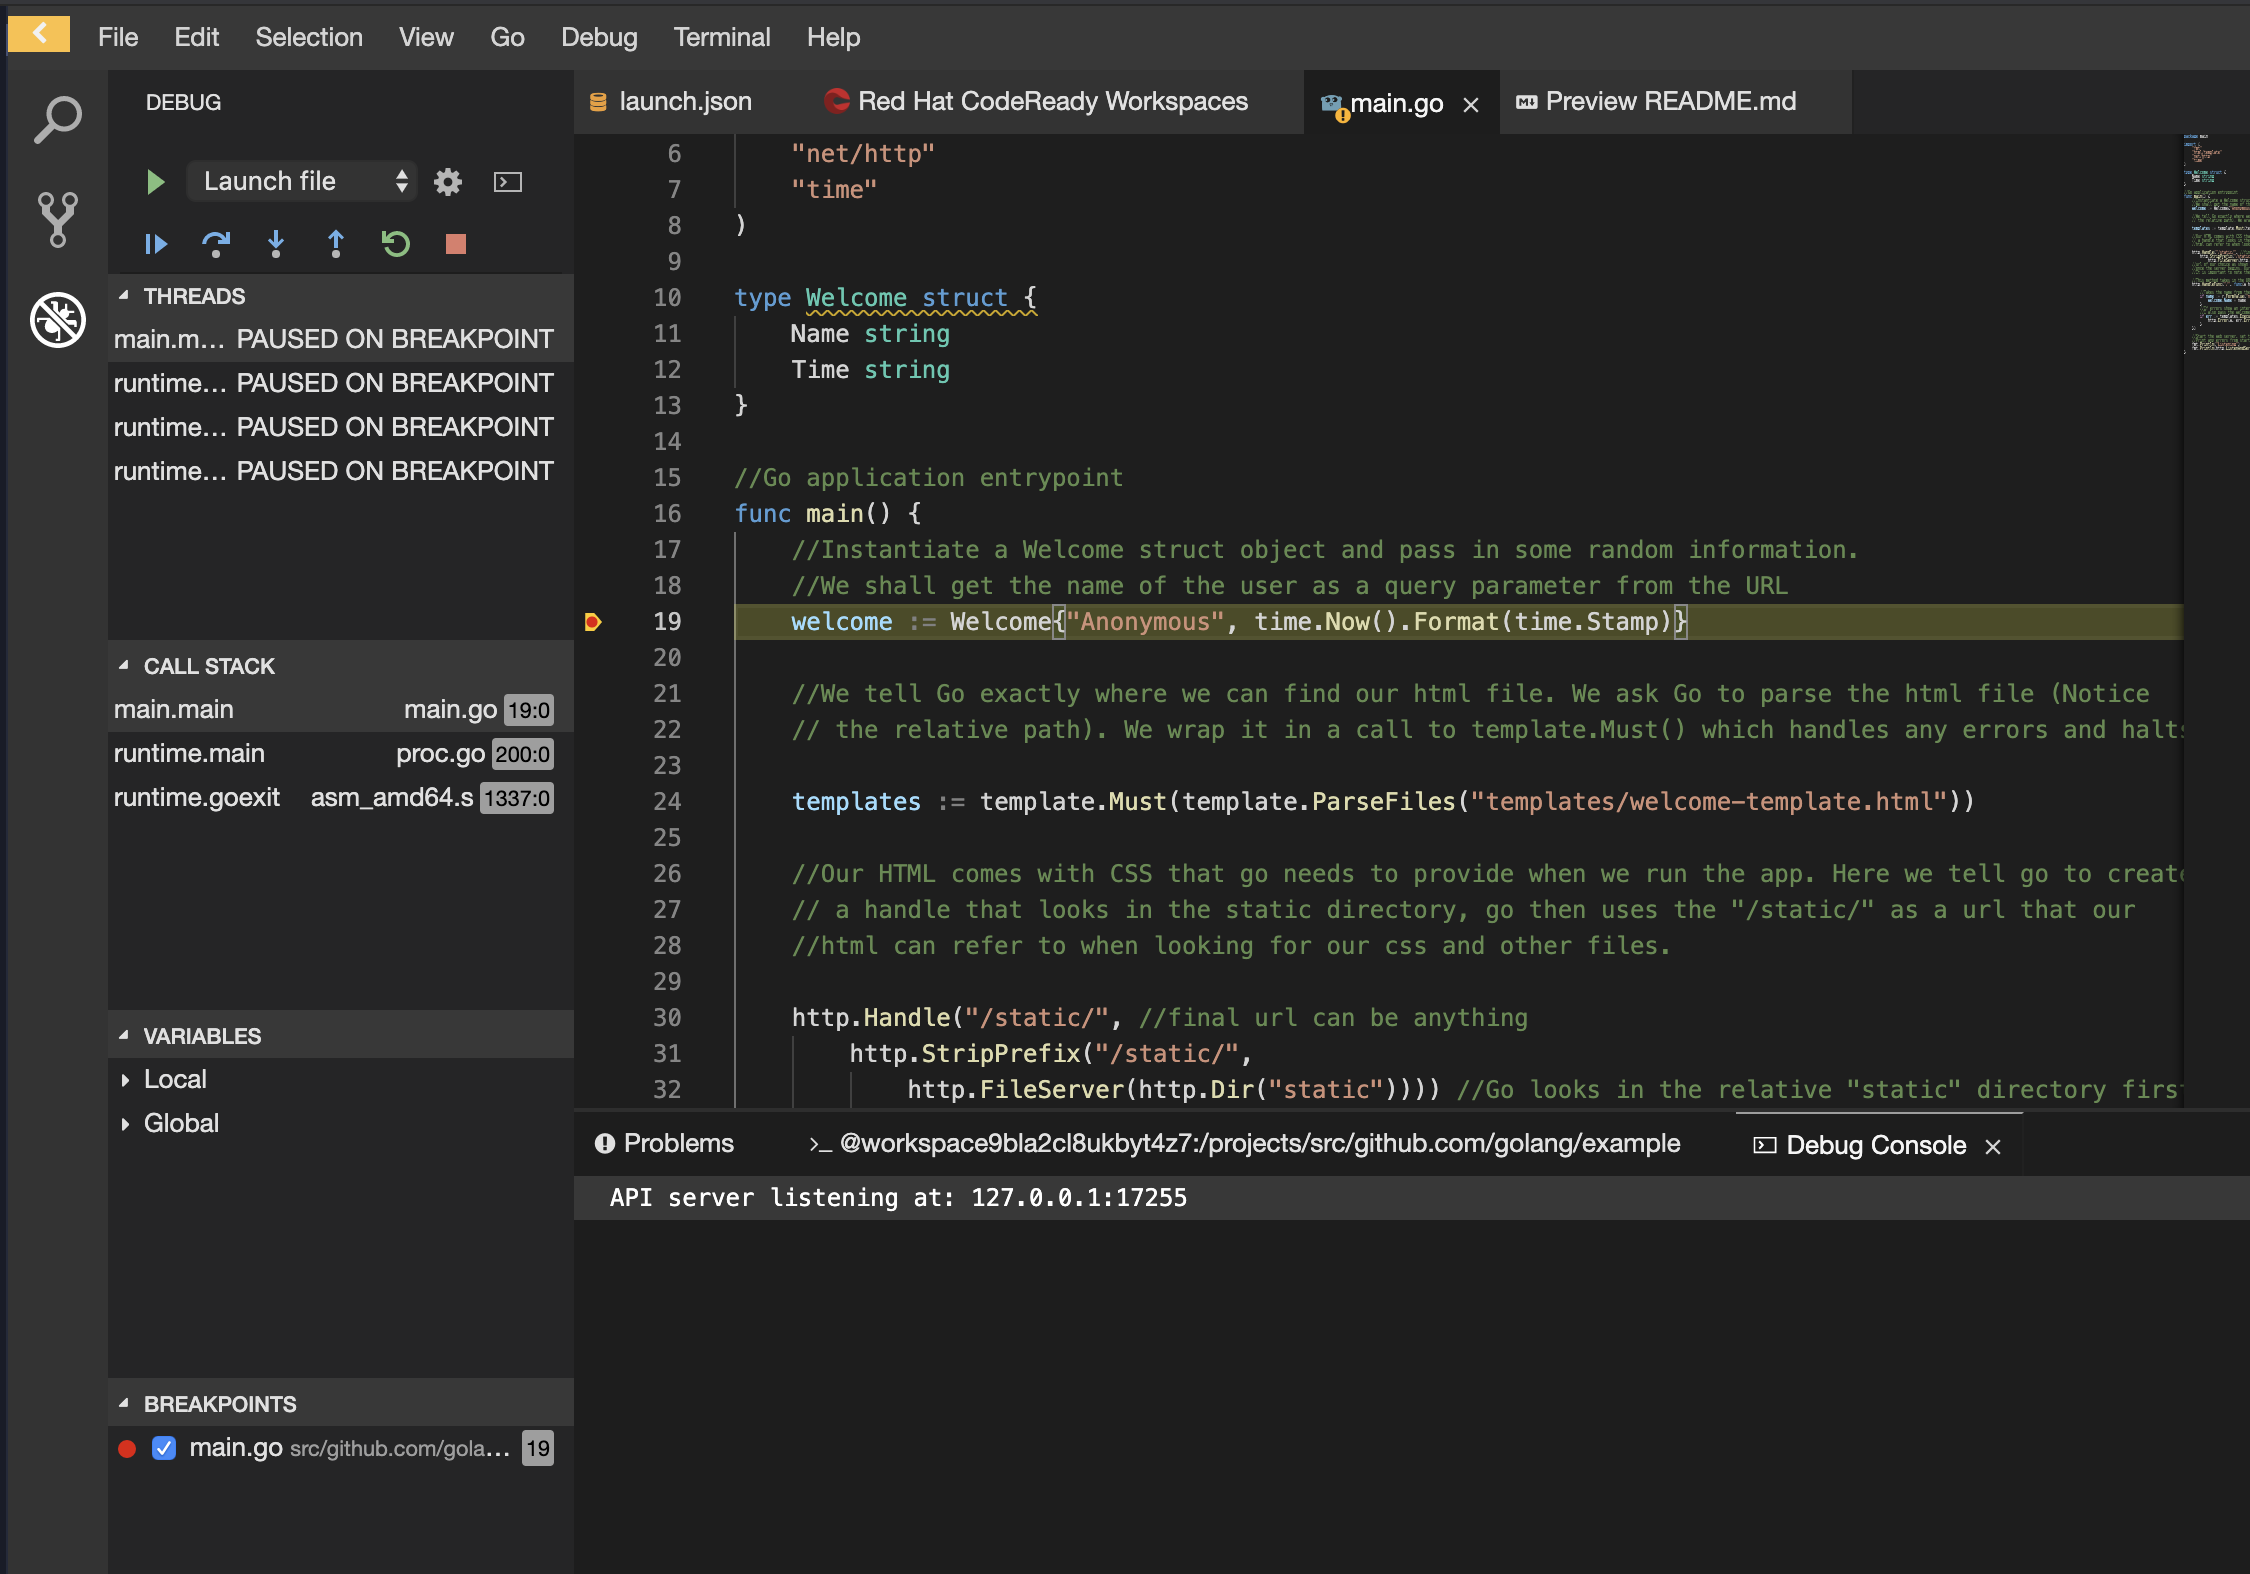 File Edit Selection View Go Debug Terminal Help
DEBUG
Launch file
THREADS
main.m... PAUSED ON BREAKPOINT
runtime... PAUSED ON BREAKPOINT
runtime... PAUSED ON BREAKPOINT
runtime... PAUSED ON BREAKPOINT
CALL STACK
main.main main.go 19:0
runtime.main proc.go 200:0
runtime.goexit asm_amd64.s 1337:0
VARIABLES
Local
Global
BREAKPOINTS
main.go src/github.com/gola... 19
launch.json Red Hat CodeReady Workspaces main.go Preview README.md
6 "net/http"
7 "time"
8 )
9
10 type Welcome struct {
11 Name string
12 Time string
13 }
14
15 //Go application entrypoint
16 func main() {
17 //Instantiate a Welcome struct object and pass in some random information.
18 //We shall get the name of the user as a query parameter from the URL
19 welcome := Welcome{"Anonymous", time.Now().Format(time.Stamp)}
20
21 //We tell Go exactly where we can find our html file. We ask Go to parse the html file (Notice
22 // the relative path). We wrap it in a call to template.Must() which handles any errors and halts
23
24 templates := template.Must(template.ParseFiles("templates/welcome-template.html"))
25
26 //Our HTML comes with CSS that go needs to provide when we run the app. Here we tell go to create
27 // a handle that looks in the static directory, go then uses the "/static/" as a url that our
28 //html can refer to when looking for our css and other files.
29
30 http.Handle("/static/", //final url can be anything
31 http.StripPrefix("/static/",
32 http.FileServer(http.Dir("static")))) //Go looks in the relative "static" directory firs
Problems >_ @workspace9bla2cl8ukbyt4z7:/projects/src/github.com/golang/example Debug Console
API server listening at: 127.0.0.1:17255